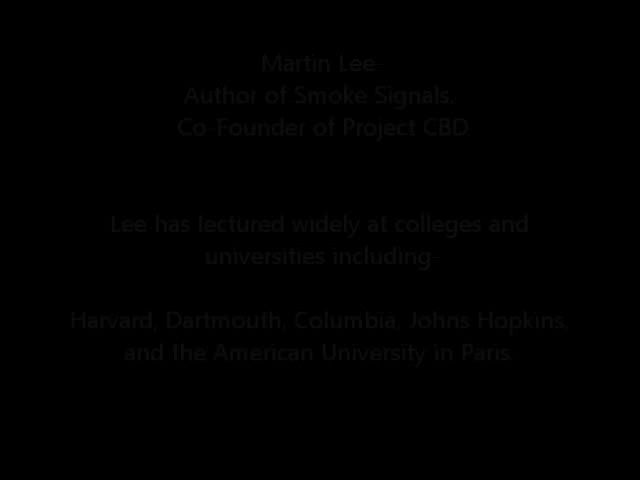 Martin Lee-
Author of Smoke Signals.
Co-Founder of Project CBD
Lee has lectured widely at colleges and
universities including-
Harvard, Dartmouth, Columbia, Johns Hopkins,
and the American University in Paris.